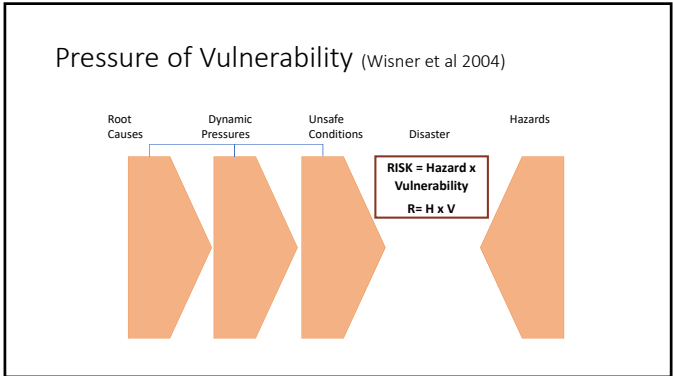 Pressure of Vulnerability (Wisner et al 2004)
Root
Causes
Dynamic
Pressures
Unsafe
Conditions
Disaster
Hazards
RISK = Hazard x
Vulnerability
R= H x V